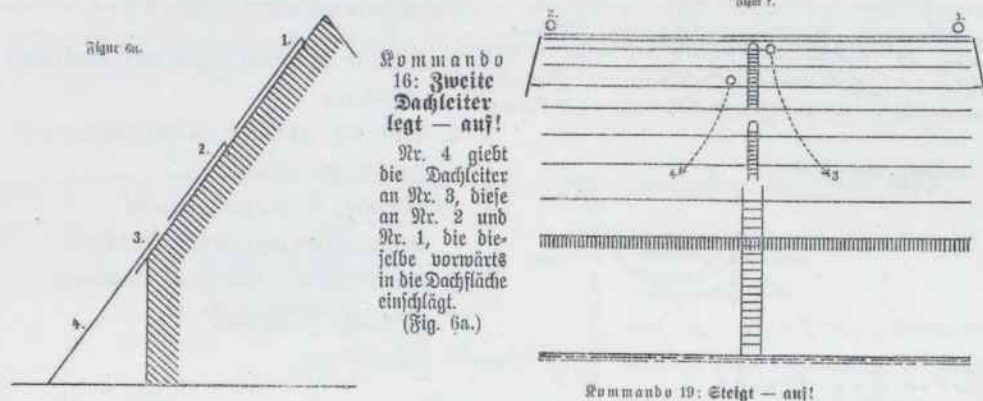 Figur 6a.
1.
2.
3.
4.
Kommando
16: Zweite
Dachleiter
legt — auf!
Nr. 4 giebt
die Dachleiter
an Nr. 3, diese
an Nr. 2 und
Nr. 1, die die-
selbe vorwärts
in die Dachfläche
einschlägt.
(Fig. 6a.)
Figur 7.
2.
1.
4
3
Kommando 19: Steigt — auf!